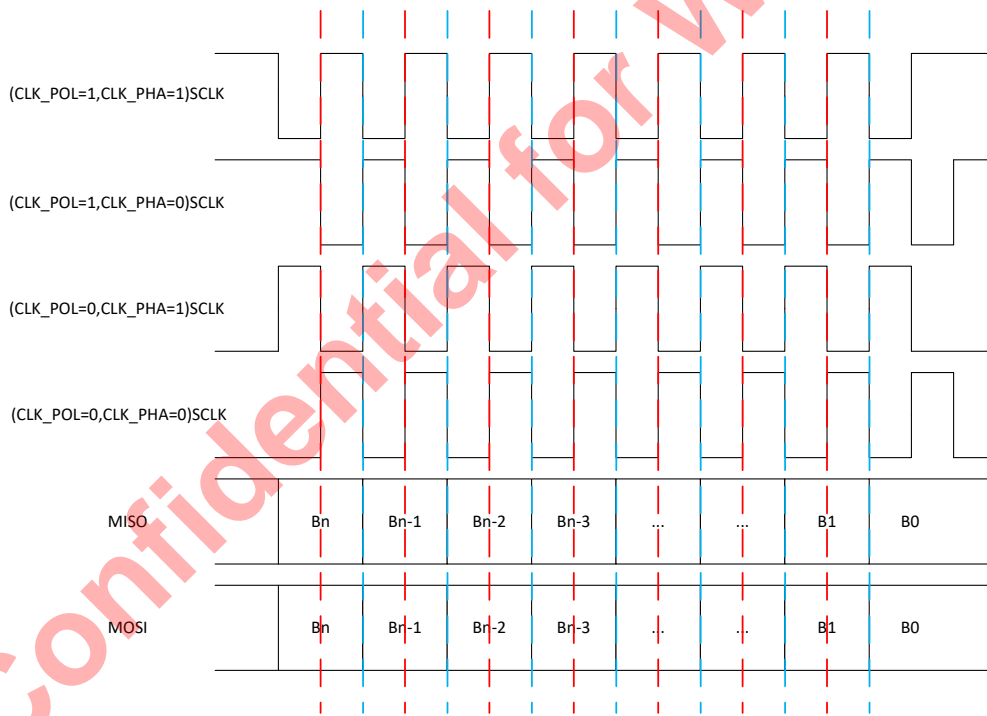 (CLK_POL=1,CLK_PHA=1)SCLK
(CLK_POL=1,CLK_PHA=0)SCLK
(CLK_POL=0,CLK_PHA=1)SCLK
(CLK_POL=0,CLK_PHA=0)SCLK
MISO Bn Bn-1 Bn-2 Bn-3 ... ... B1 B0
MOSI Bn Bn-1 Bn-2 Bn-3 ... ... B1 B0
Confidential for